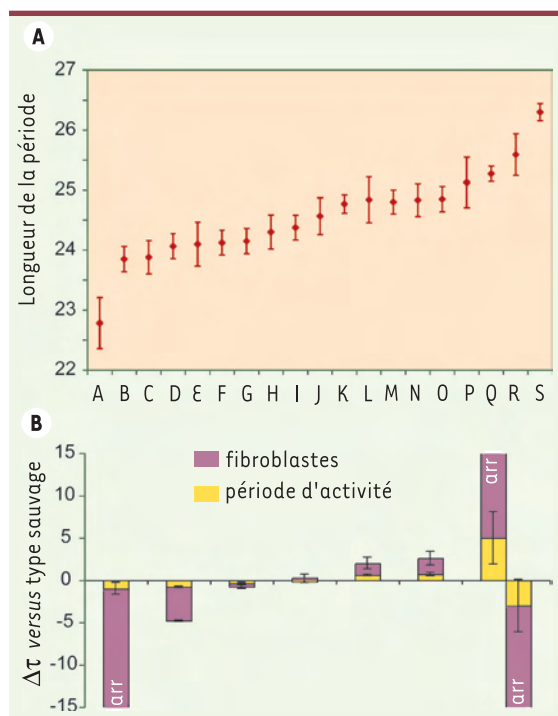 A
Longueur de la période
27
26
25
24
23
22
A B C D E F G H I J K L M N O P Q R S
B
Δτ versus type sauvage
15
10
5
0
-5
-10
-15
fibroblastes
période d'activité
arr
arr
arr